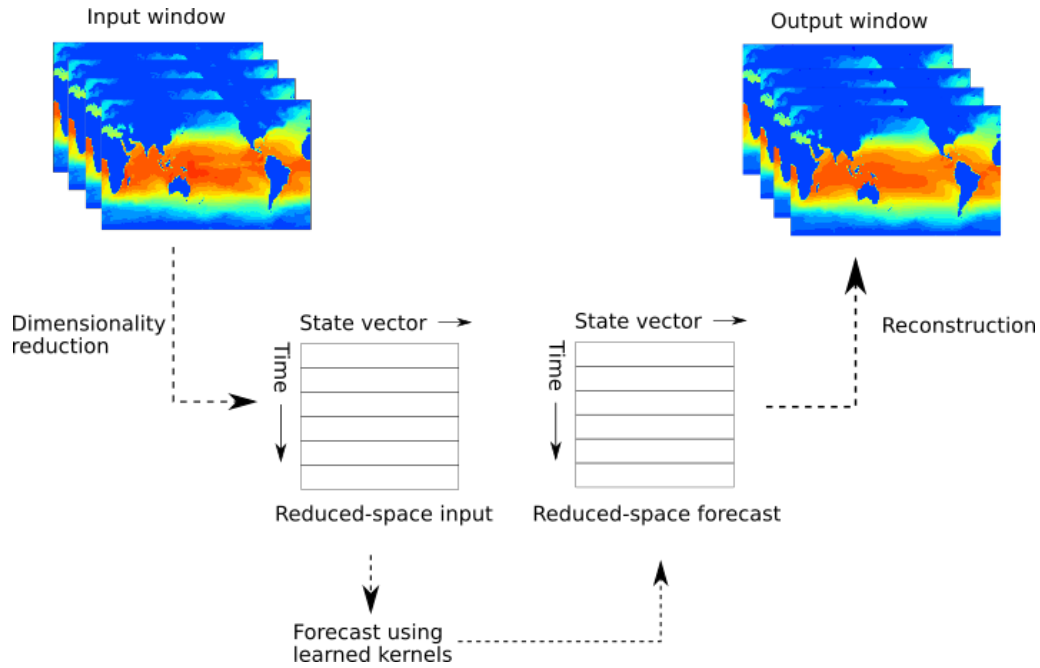 Input window
Output window
Dimensionality
reduction
State vector
Time
Reduced-space input
State vector
Time
Reduced-space forecast
Reconstruction
Forecast using
learned kernels